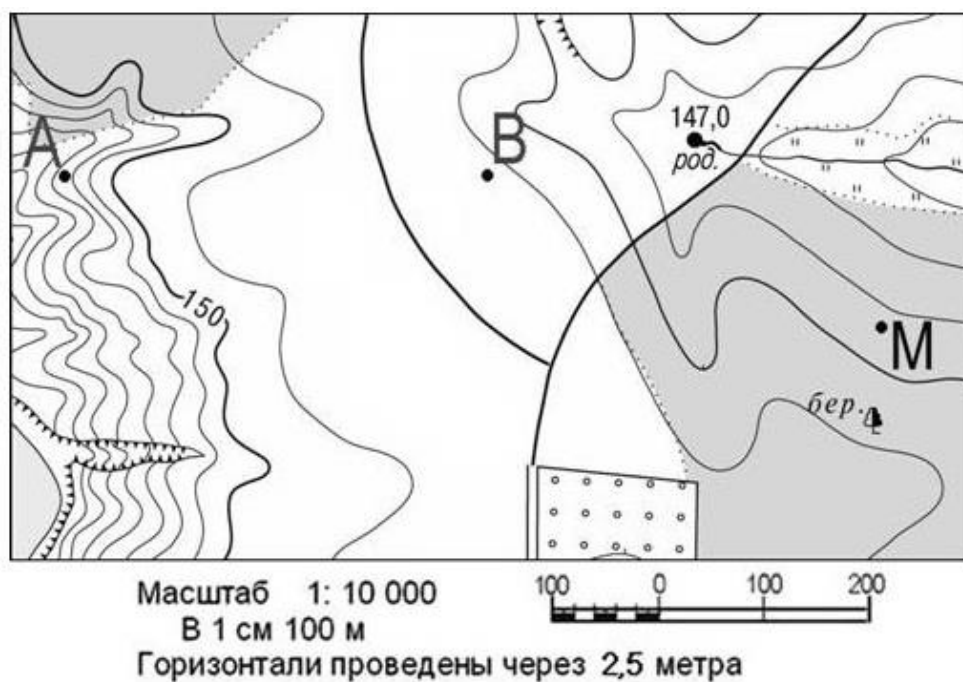 A
B
147,0
род.
150
M
бер.
100 0 100 200
Масштаб 1: 10 000
В 1 см 100 м
Горизонтали проведены через 2,5 метра